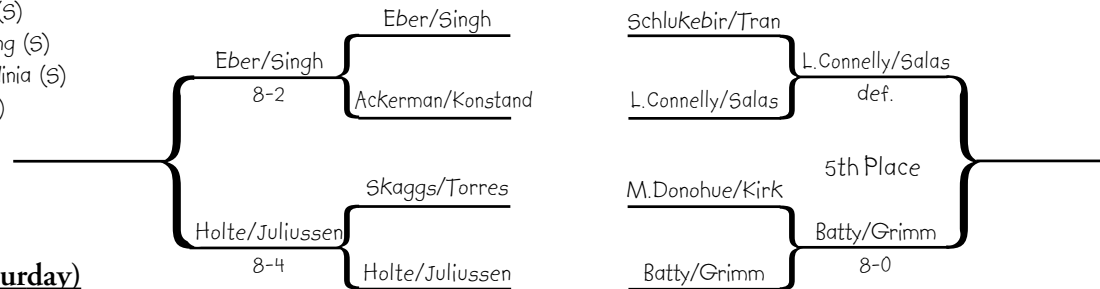 (S)
(S)
(S)
Eber/Singh
Eber/Singh
8-2
Ackerman/Konstand
Skaggs/Torres
Holte/Juliussen
8-4
Holte/Juliussen
Schlukebir/Tran
L.Connelly/Salas
def.
L.Connelly/Salas
5th Place
M.Donohue/Kirk
Batty/Grimm
8-0
Batty/Grimm